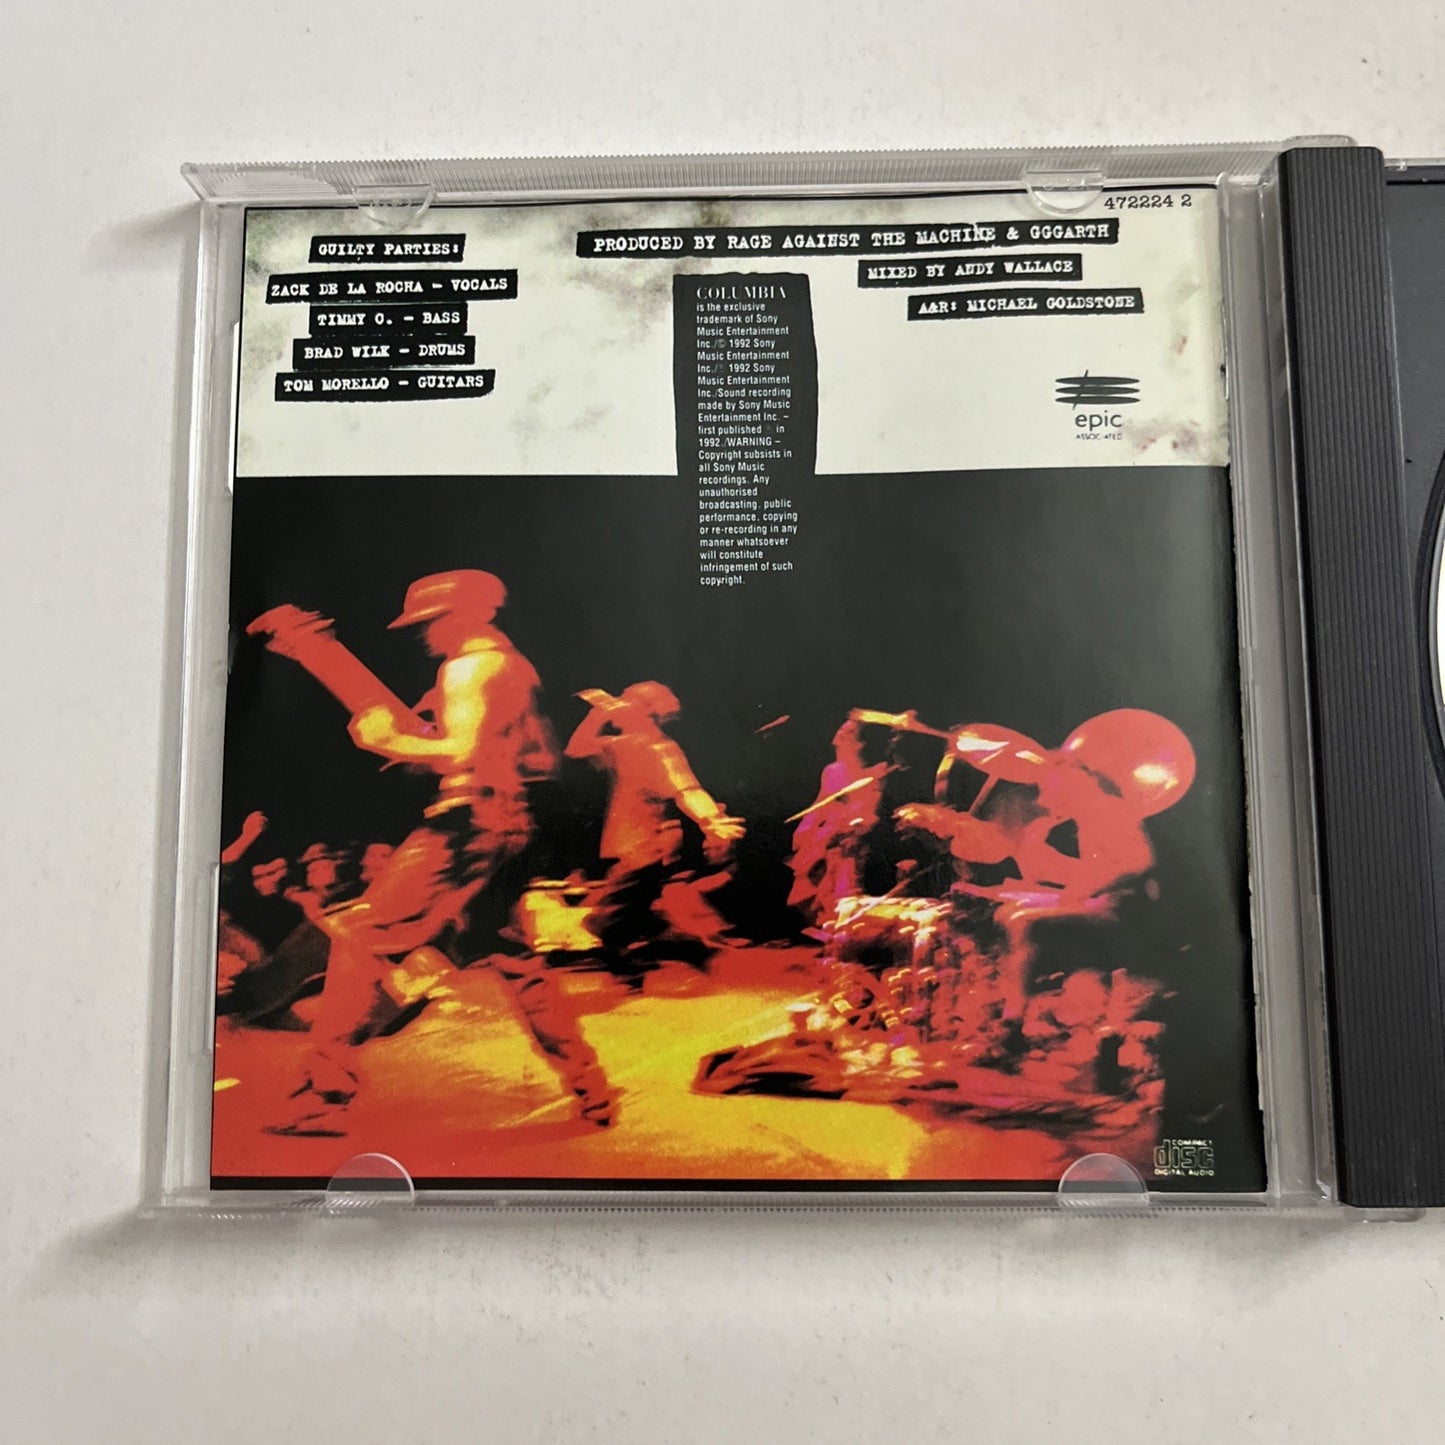 472224 2
GUILTY PARTIES:
ZACK DE LA ROCHA – VOCALS
TIMMY C. – BASS
BRAD WILK – DRUMS
TOM MORELLO – GUITARS
PRODUCED BY RAGE AGAINST THE MACHINE & GGGARTH
MIXED BY ANDY WALLACE
A&R: MICHAEL GOLDSTONE
COLUMBIA
is the exclusive
trademark of Sony
Music Entertainment
Inc./© 1992 Sony
Music Entertainment
Inc./℗ 1992 Sony
Music Entertainment
Inc./Sound recording
made by Sony Music
Entertainment Inc. –
first published ℗ in
1992./WARNING –
Copyright subsists in
all Sony Music
recordings. Any
unauthorised
broadcasting, public
performance, copying
or re-recording in any
manner whatsoever
will constitute
infringement of such
copyright.
epic
ASSOCIATED
COMPACT
disc
DIGITAL AUDIO